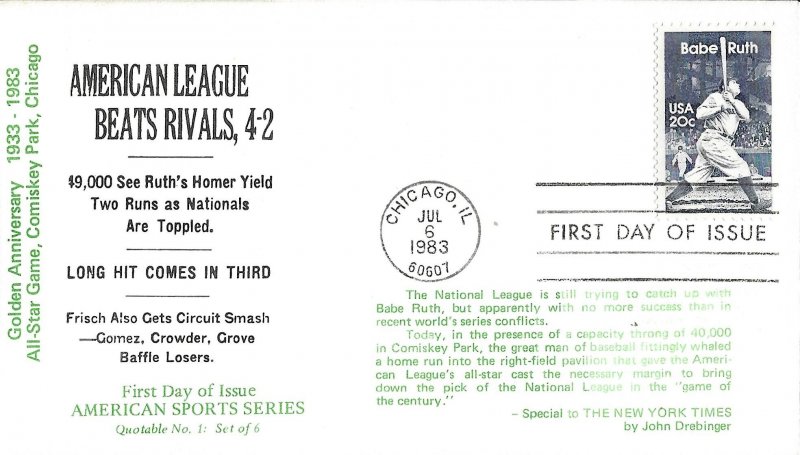 Golden Anniversary 1933 - 1983
All-Star Game, Comiskey Park, Chicago
AMERICAN LEAGUE
BEATS RIVALS, 4-2
49,000 See Ruth's Homer Yield
Two Runs as Nationals
Are Toppled.
LONG HIT COMES IN THIRD
Frisch Also Gets Circuit Smash
—Gomez, Crowder, Grove
Baffle Losers.
First Day of Issue
AMERICAN SPORTS SERIES
Quotable No. 1: Set of 6
Babe Ruth
USA
20c
CHICAGO, IL
JUL
6
1983
60607
FIRST DAY OF ISSUE
The National League is still trying to catch up with
Babe Ruth, but apparently with no more success than in
recent world's series conflicts.
Today, in the presence of a capacity throng of 40,000
in Comiskey Park, the great man of baseball fittingly whaled
a home run into the right-field pavilion that gave the Ameri-
can League's all-star cast the necessary margin to bring
down the pick of the National League in the "game of
the century."
– Special to THE NEW YORK TIMES
by John Drebinger